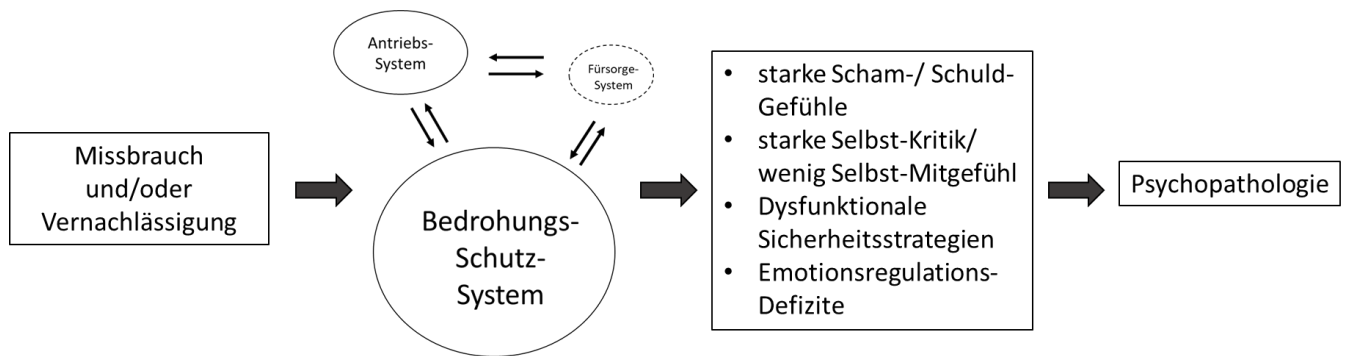 Missbrauch
und/oder
Vernachlässigung
Antriebs-
System
Fürsorge-
System
Bedrohungs-
Schutz-
System
• starke Scham-/ Schuld-
Gefühle
• starke Selbst-Kritik/
wenig Selbst-Mitgefühl
• Dysfunktionale
Sicherheitsstrategien
• Emotionsregulations-
Defizite
Psychopathologie